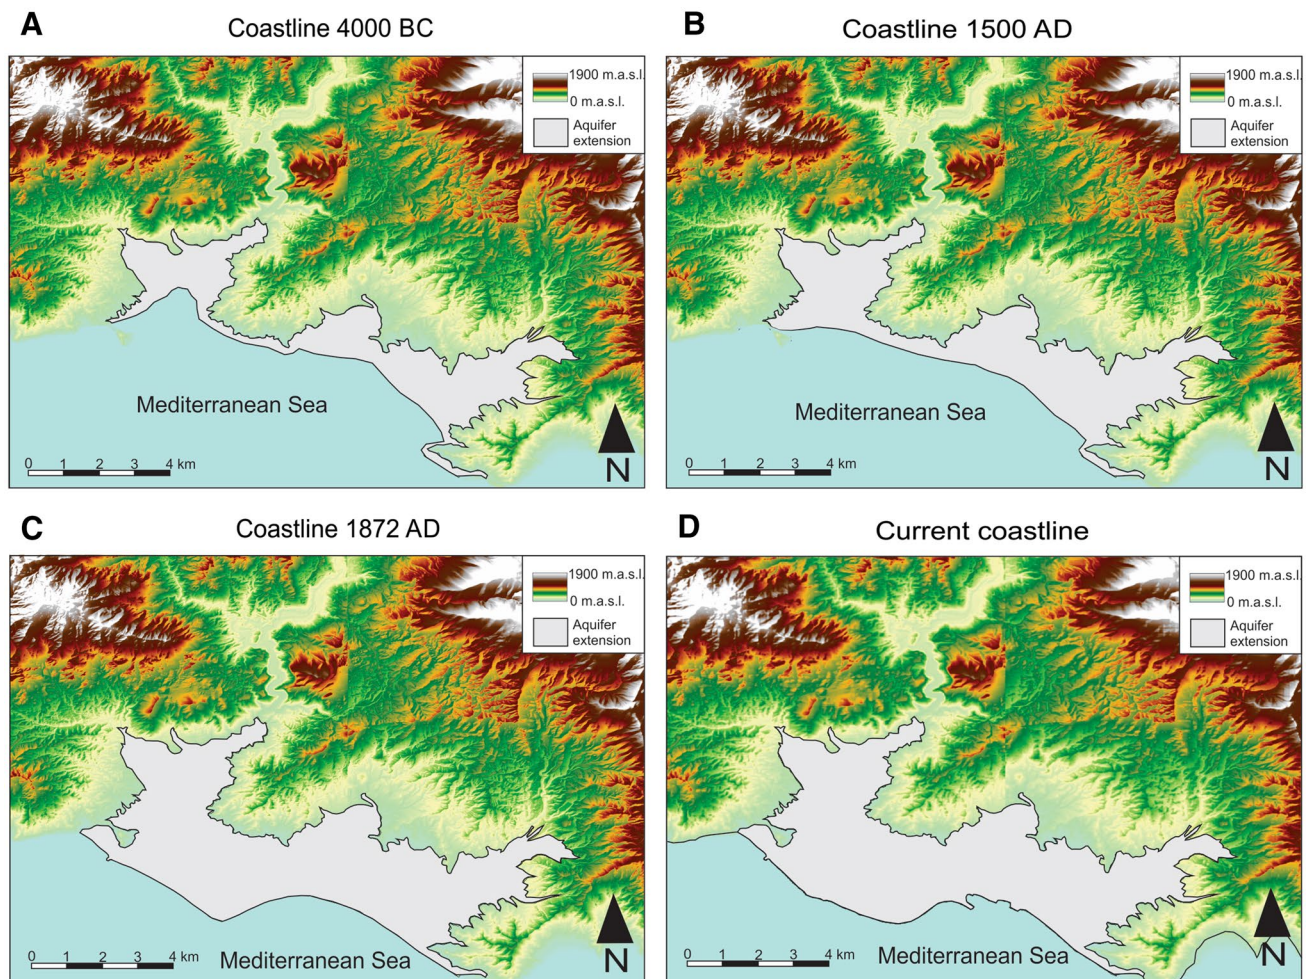 A
Coastline 4000 BC
1900 m.a.s.l.
0 m.a.s.l.
Aquifer
extension
Mediterranean Sea
0 1 2 3 4 km
N
B
Coastline 1500 AD
1900 m.a.s.l.
0 m.a.s.l.
Aquifer
extension
Mediterranean Sea
0 1 2 3 4 km
N
C
Coastline 1872 AD
1900 m.a.s.l.
0 m.a.s.l.
Aquifer
extension
Mediterranean Sea
0 1 2 3 4 km
N
D
Current coastline
1900 m.a.s.l.
0 m.a.s.l.
Aquifer
extension
Mediterranean Sea
0 1 2 3 4 km
N